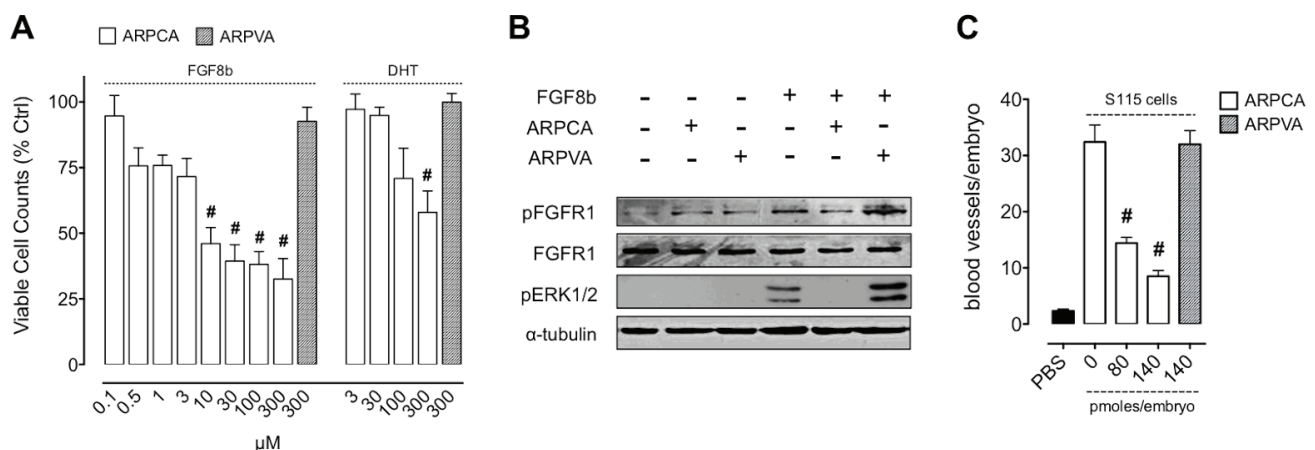 A
ARPCA
ARPVA
FGF8b
DHT
Viable Cell Counts (% Ctrl)
100
75
50
25
0
# # # #
#
0.1 0.5 1 3 10 30 100 300 300
3 30 100 300 300
µM
B
FGF8b - - - + + +
ARPCA - + - - + -
ARPVA - - + - - +
pFGFR1
FGFR1
pERK1/2
α-tubulin
C
S115 cells
ARPCA
ARPVA
blood vessels/embryo
40
30
20
10
0
#
#
PBS 0 80 140 140
pmoles/embryo